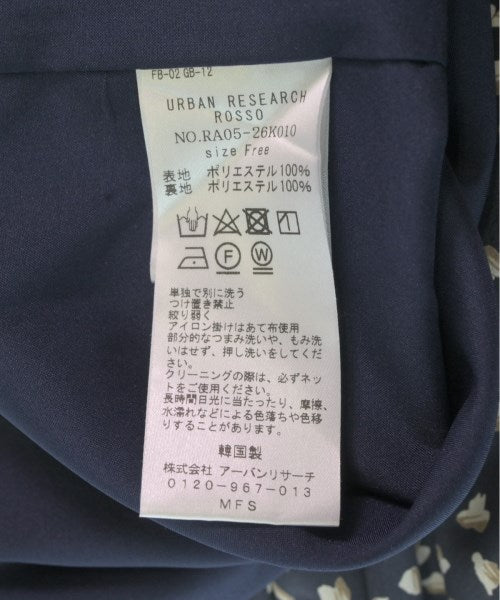 FB-02 GB-12
URBAN RESEARCH
ROSSO
NO.RA05-26K010
size Free
表地 ポリエステル100%
裏地 ポリエステル100%
F W
単独で別に洗う
つけ置き禁止
絞り弱く
アイロン掛けはあて布使用
部分的なつまみ洗いや、もみ洗
いはせず、押し洗いをしてくださ
い。
クリーニングの際は、必ずネッ
トをご使用ください。
長時間日光に当たったり、摩擦、
水濡れなどによる色落ちや色移
りすることがあります。
韓国製
株式会社 アーバンリサーチ
0120-967-013
MFS